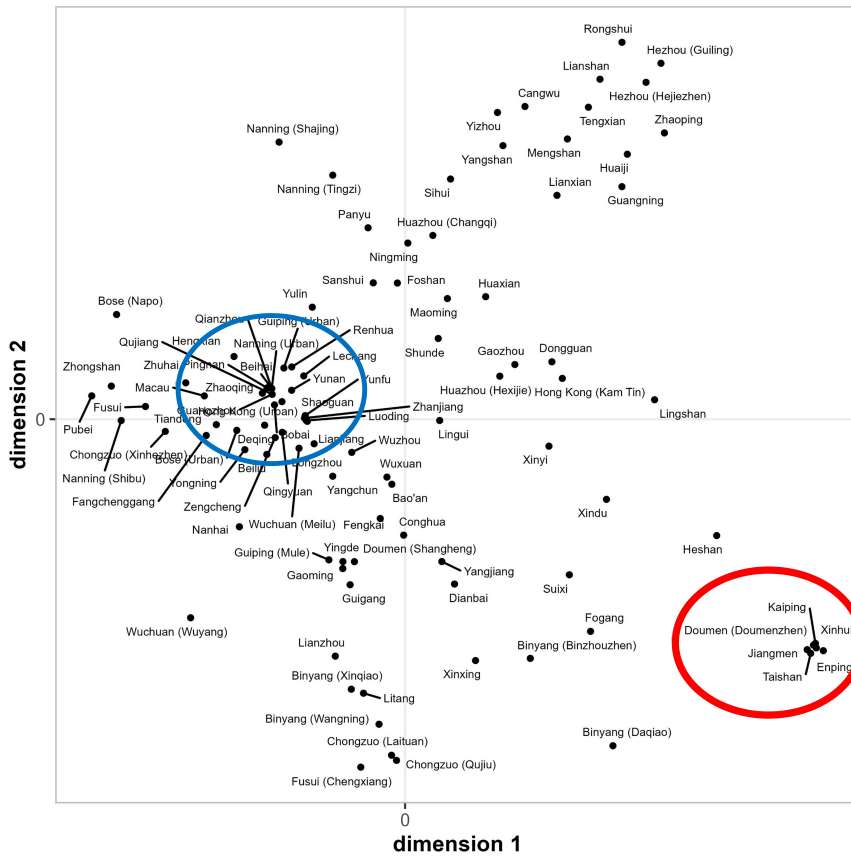 Rongshui
Hezhou (Guiling)
Lianshan
Cangwu
Hezhou (Hejiezhen)
Tengxian
Zhaoping
Yizhou
Nanning (Shajing)
Yangshan
Mengshan
Huaiji
Lianxian
Nanning (Tingzi)
Sihui
Guangning
Panyu
Huazhou (Changqi)
Ningming
Sanshui
Foshan
Huaxian
Yulin
Bose (Napo)
Maoming
Qianzhou
Guiping (Urban)
Renhua
Qujiang
Hengxian
Nanning (Urban)
Lechang
Shunde
Gaozhou
Dongguan
Zhongshan
Zhuhai
Pingnan
Beihai
Macau
Zhaoqing
Yunan
Yunfu
Huazhou (Hexijie)
Hong Kong (Kam Tin)
Fusui
Guangzhou
Hong Kong (Urban)
Shaoguan
Zhanjiang
Lingshan
Pubei
Tiandong
Luoding
Lingui
Deqing
Bobai
Lianjiang
Wuzhou
Chongzuo (Xinhezhen)
Bose (Urban)
Beiliu
Longzhou
Wuxuan
Xinyi
Nanning (Shibu)
Yongning
Qingyuan
Yangchun
Bao'an
Fangchenggang
Zengcheng
Xindu
Nanhai
Wuchuan (Meilu)
Fengkai
Conghua
Guiping (Mule)
Yingde
Doumen (Shangheng)
Heshan
Gaoming
Yangjiang
Guigang
Dianbai
Suixi
Kaiping
Wuchuan (Wuyang)
Fogang
Doumen (Doumenzhen)
Xinhui
Lianzhou
Binyang (Binzhouzhen)
Jiangmen
Enping
Binyang (Xinqiao)
Xinxing
Taishan
Litang
Binyang (Wangning)
Binyang (Daqiao)
Chongzuo (Laituan)
Chongzuo (Qujiu)
Fusui (Chengxiang)
0
0
dimension 2
dimension 1